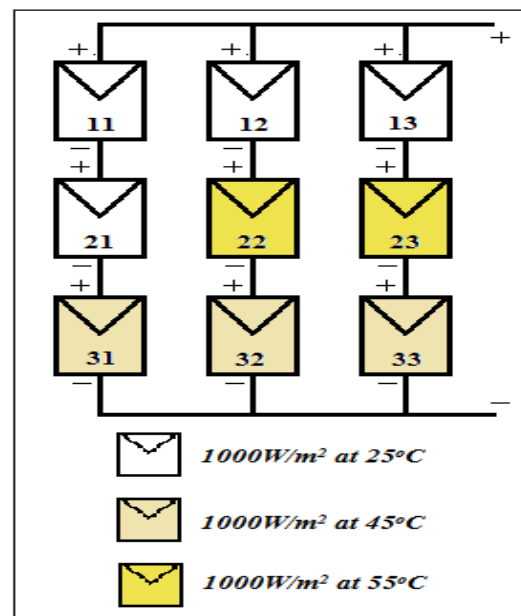 +
+ + +
11 12 13
− − −
+ + +
21 22 23
− − −
+ + +
31 32 33
− − −
−
1000W/m² at 25°C
1000W/m² at 45°C
1000W/m² at 55°C